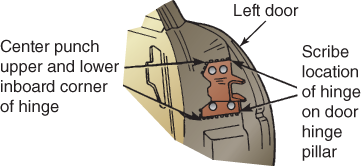 Left door
Center punch
upper and lower
inboard corner
of hinge
Scribe
location
of hinge
on door
hinge
pillar